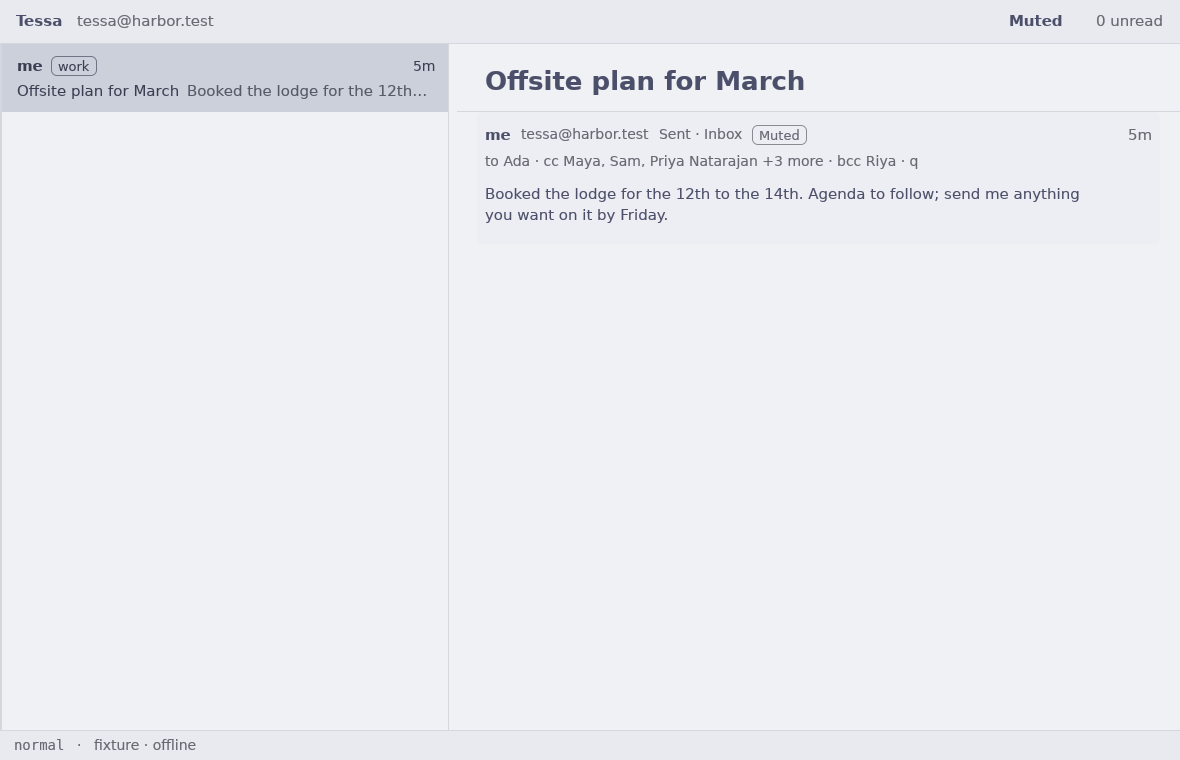 Tessa tessa@harbor.test Muted 0 unread
me work 5m
Offsite plan for March Booked the lodge for the 12th…
Offsite plan for March
me tessa@harbor.test Sent · Inbox Muted 5m
to Ada · cc Maya, Sam, Priya Natarajan +3 more · bcc Riya · q
Booked the lodge for the 12th to the 14th. Agenda to follow; send me anything
you want on it by Friday.
normal · fixture · offline